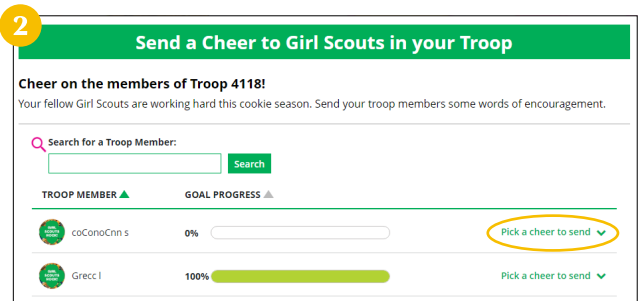 2
Send a Cheer to Girl Scouts in your Troop
Cheer on the members of Troop 4118!
Your fellow Girl Scouts are working hard this cookie season. Send your troop members some words of encouragement.
Search for a Troop Member:
Search
TROOP MEMBER GOAL PROGRESS
coConoCnn s 0% Pick a cheer to send
Grecc l 100% Pick a cheer to send